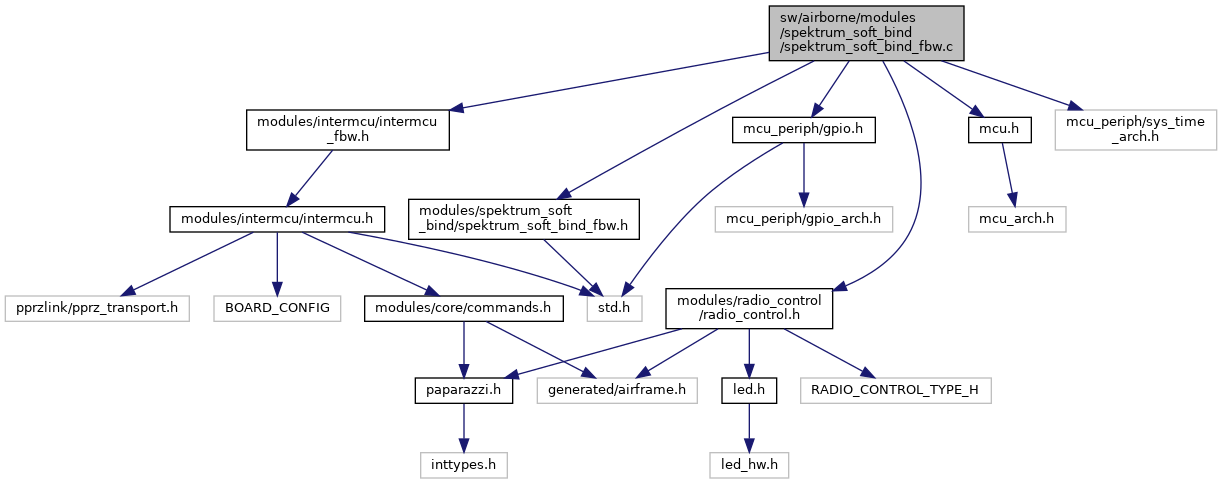 sw/airborne/modules
/spektrum_soft_bind
/spektrum_soft_bind_fbw.c
modules/intermcu/intermcu
_fbw.h
mcu_periph/gpio.h
mcu.h
mcu_periph/sys_time
_arch.h
modules/intermcu/intermcu.h
modules/spektrum_soft
_bind/spektrum_soft_bind_fbw.h
mcu_periph/gpio_arch.h
mcu_arch.h
pprzlink/pprz_transport.h
BOARD_CONFIG
modules/core/commands.h
std.h
modules/radio_control
/radio_control.h
paparazzi.h
generated/airframe.h
led.h
RADIO_CONTROL_TYPE_H
inttypes.h
led_hw.h